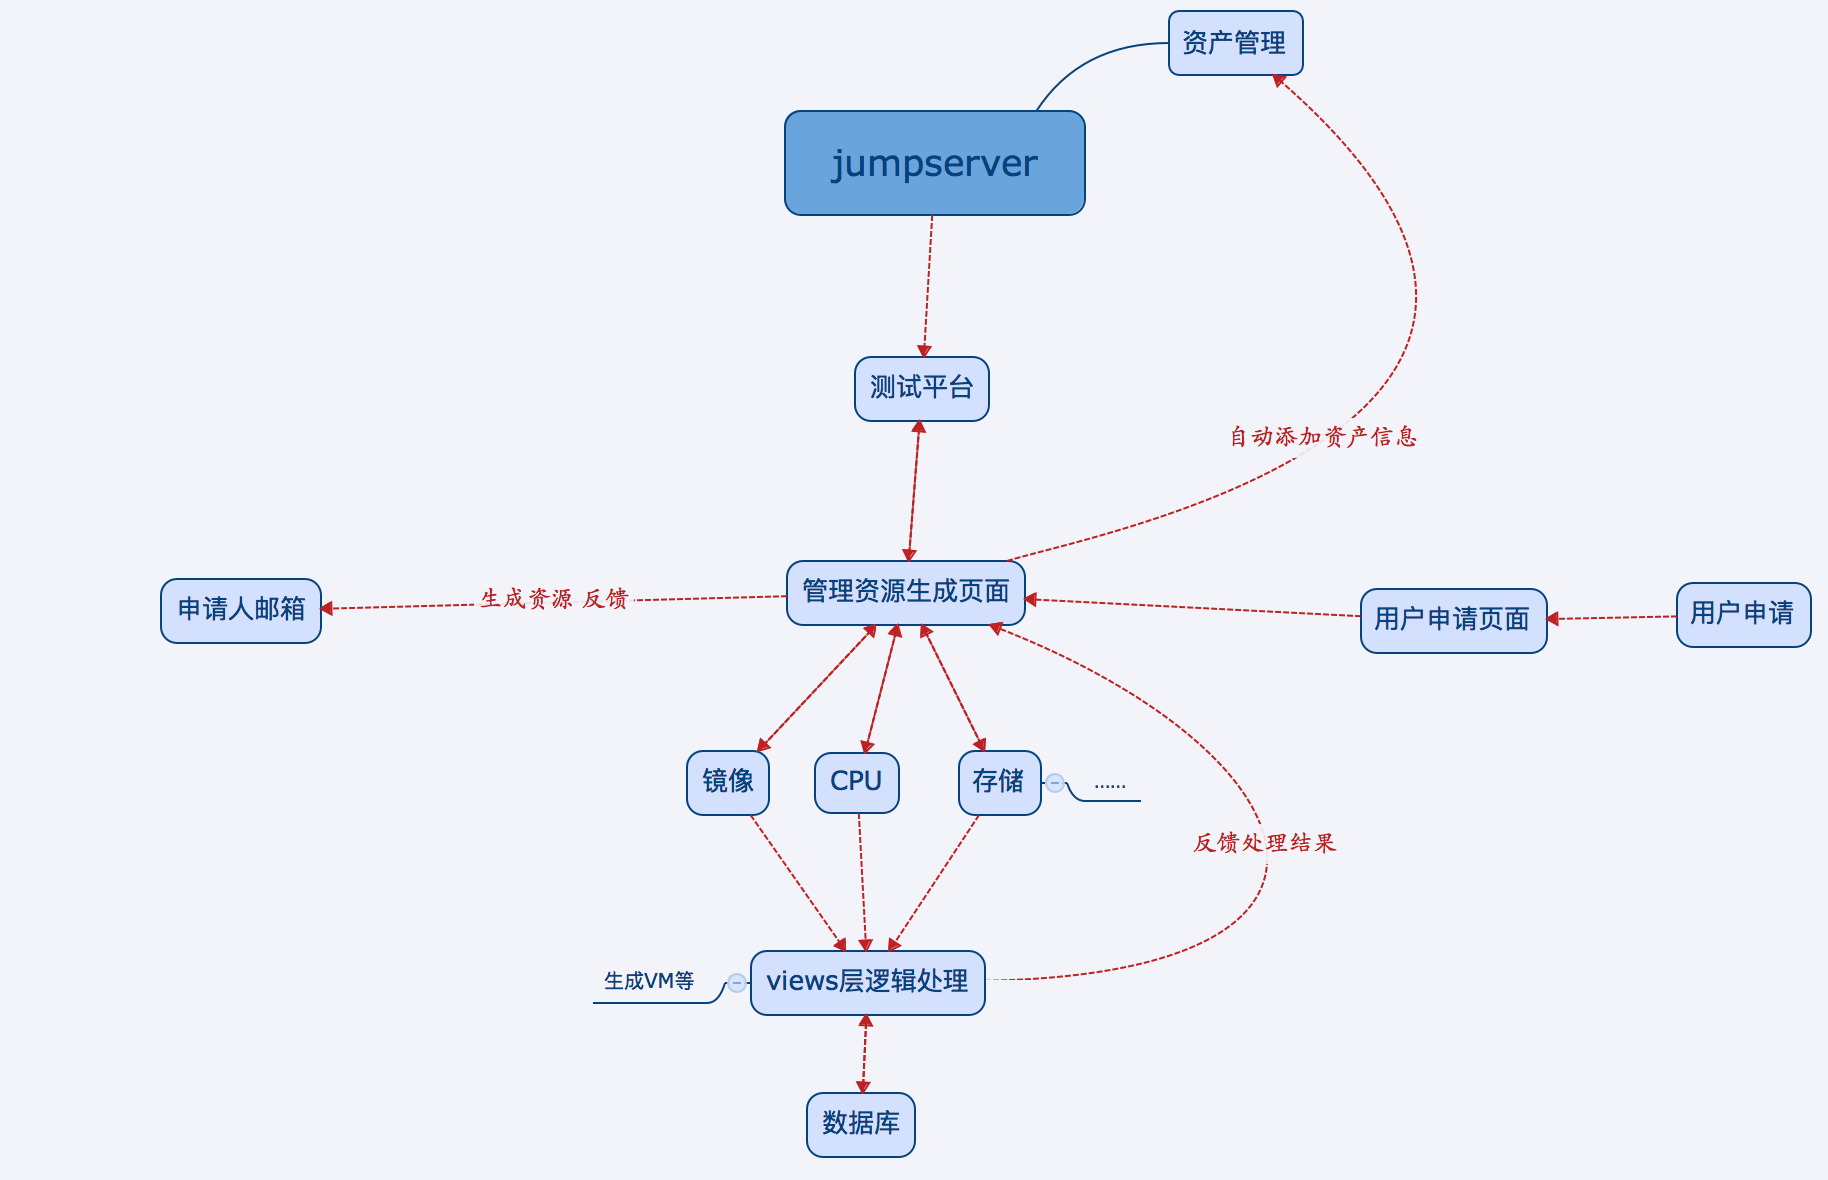 资产管理
jumpserver
测试平台
自动添加资产信息
管理资源生成页面
申请人邮箱
生成资源 反馈
用户申请页面
用户申请
镜像
CPU
存储
......
反馈处理结果
生成VM等
views层逻辑处理
数据库